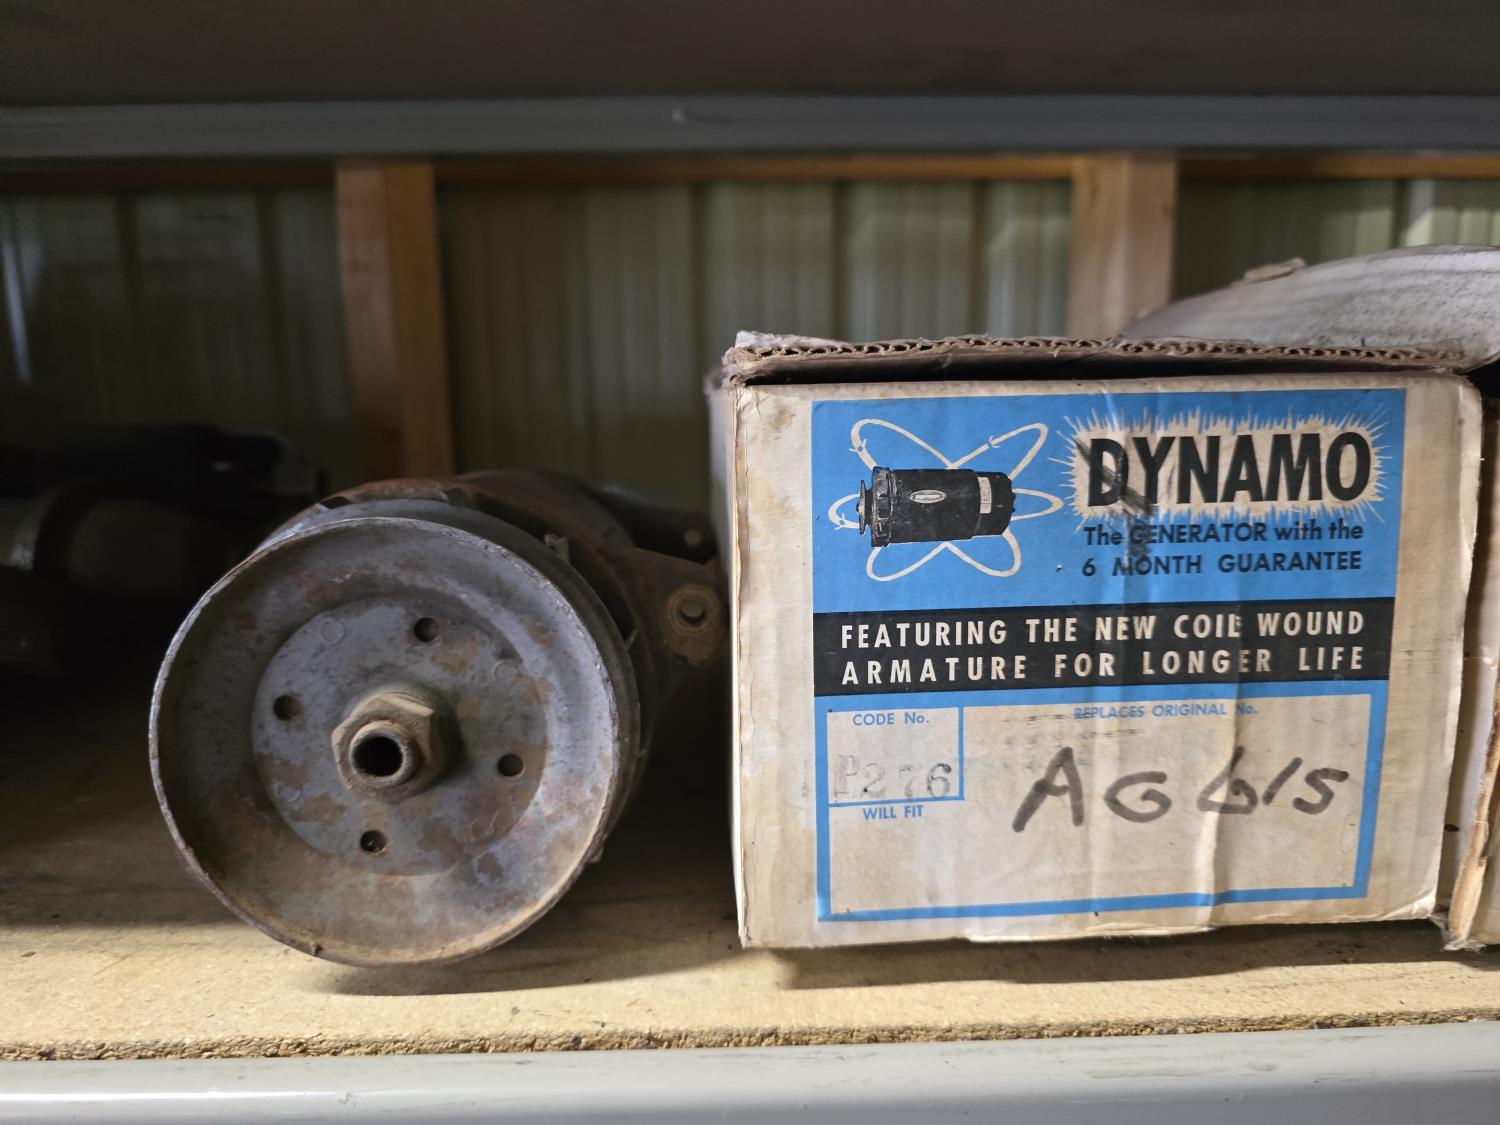 DYNAMO
The GENERATOR with the
6 MONTH GUARANTEE
FEATURING THE NEW COIL WOUND
ARMATURE FOR LONGER LIFE
CODE No.
REPLACES ORIGINAL No.
P276
AG615
WILL FIT